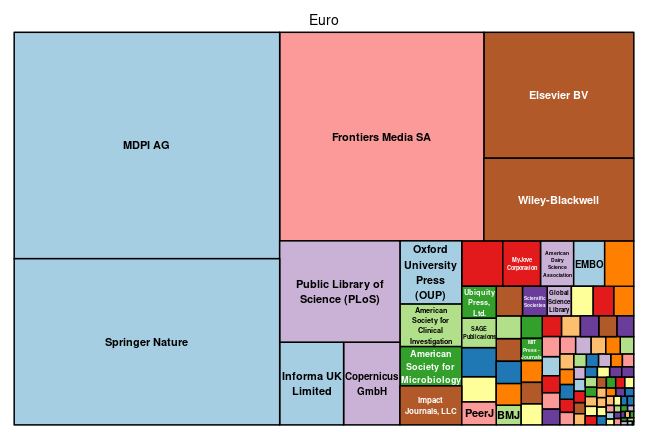 Euro
MDPI AG
Frontiers Media SA
Elsevier BV
Wiley-Blackwell
Springer Nature
Public Library of
Science (PLoS)
Informa UK
Limited
Copernicus
GmbH
Oxford
University
Press
(OUP)
American
Society for
Clinical
Investigation
American
Society for
Microbiology
Impact
Journals, LLC
MyJove
Corporation
American
Dairy
Science
Association
EMBO
Ubiquity
Press,
Ltd.
Scientific
Societies
Global
Science
Library
SAGE
Publications
MIT
Press -
Journals
PeerJ
BMJ